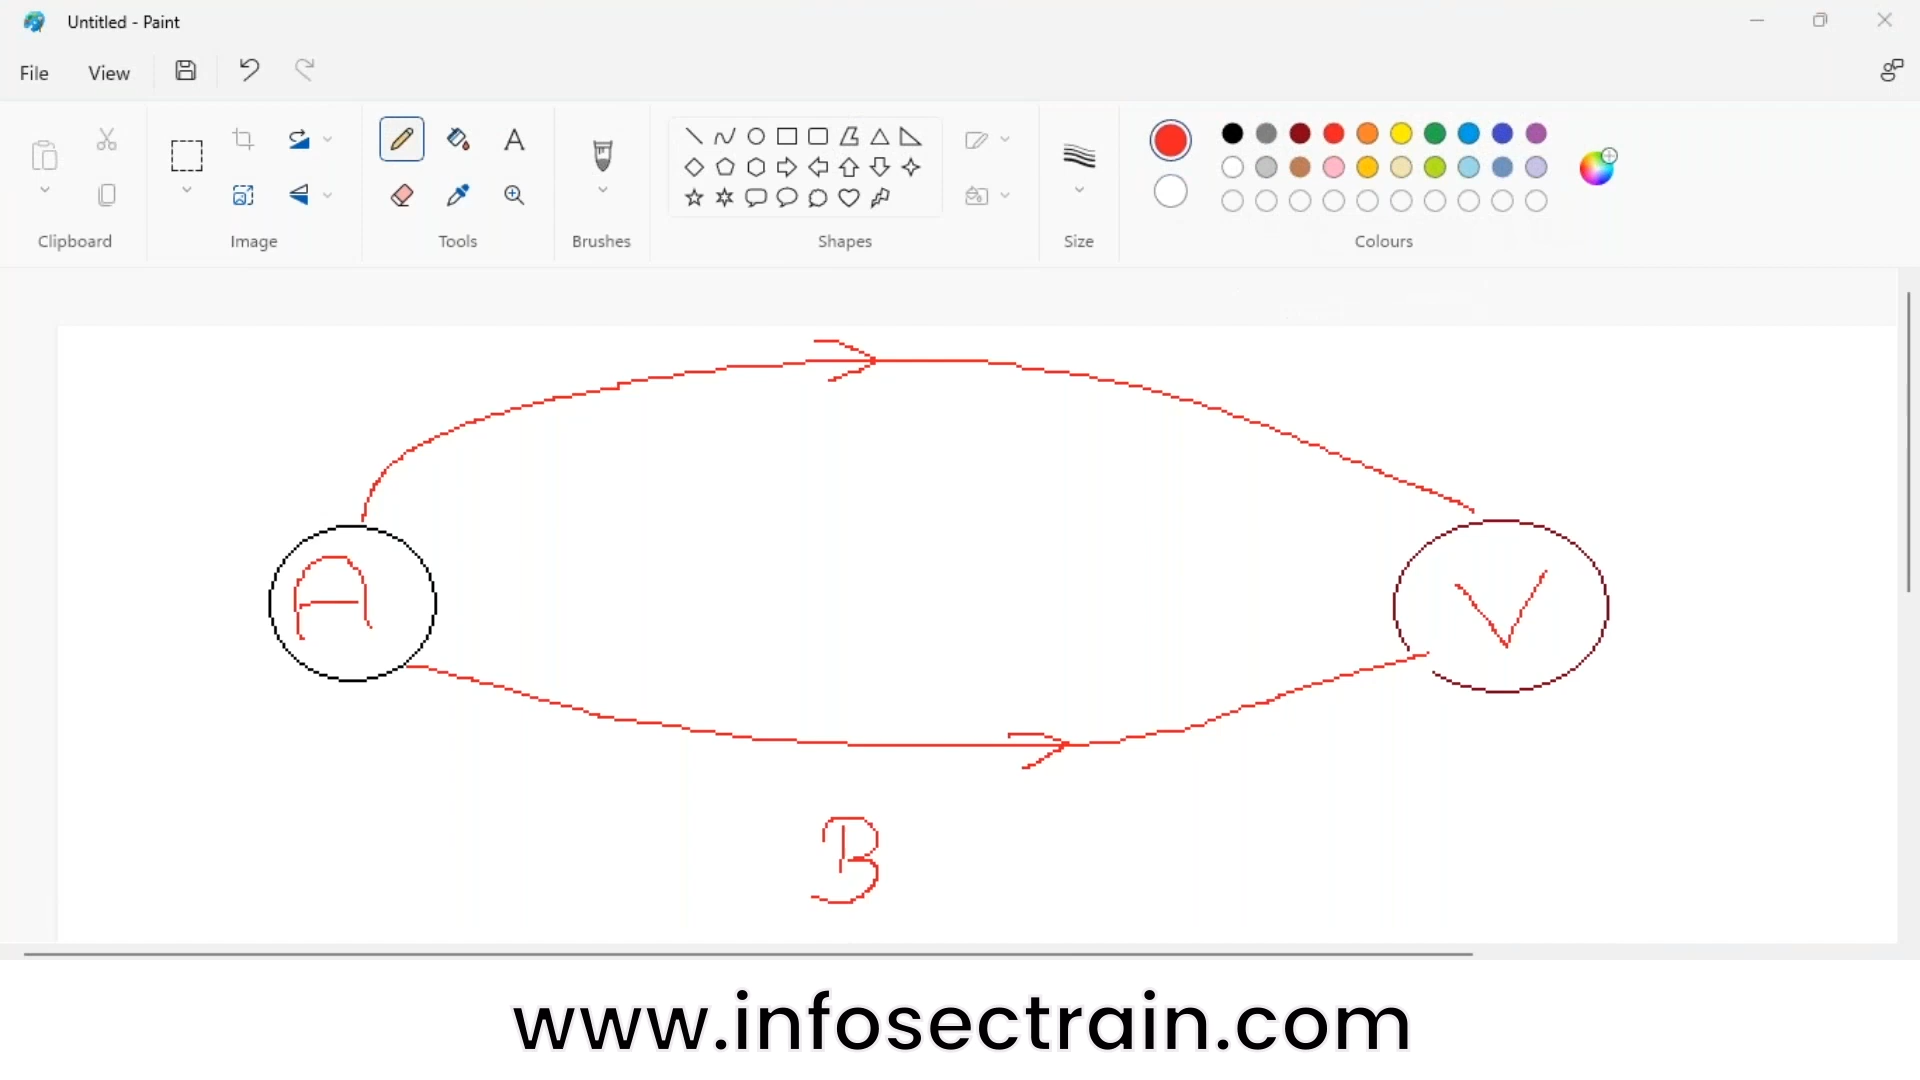 Untitled - Paint
File View
Clipboard Image Tools Brushes Shapes Size Colours
A
V
B
www.infosectrain.com